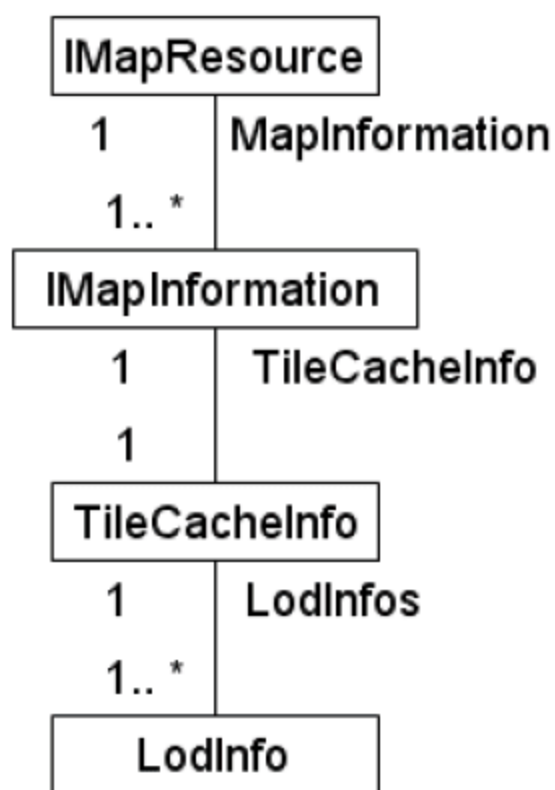 IMapResource
1 MapInformation
1.. *
IMapInformation
1 TileCacheInfo
1
TileCacheInfo
1 LodInfos
1.. *
LodInfo